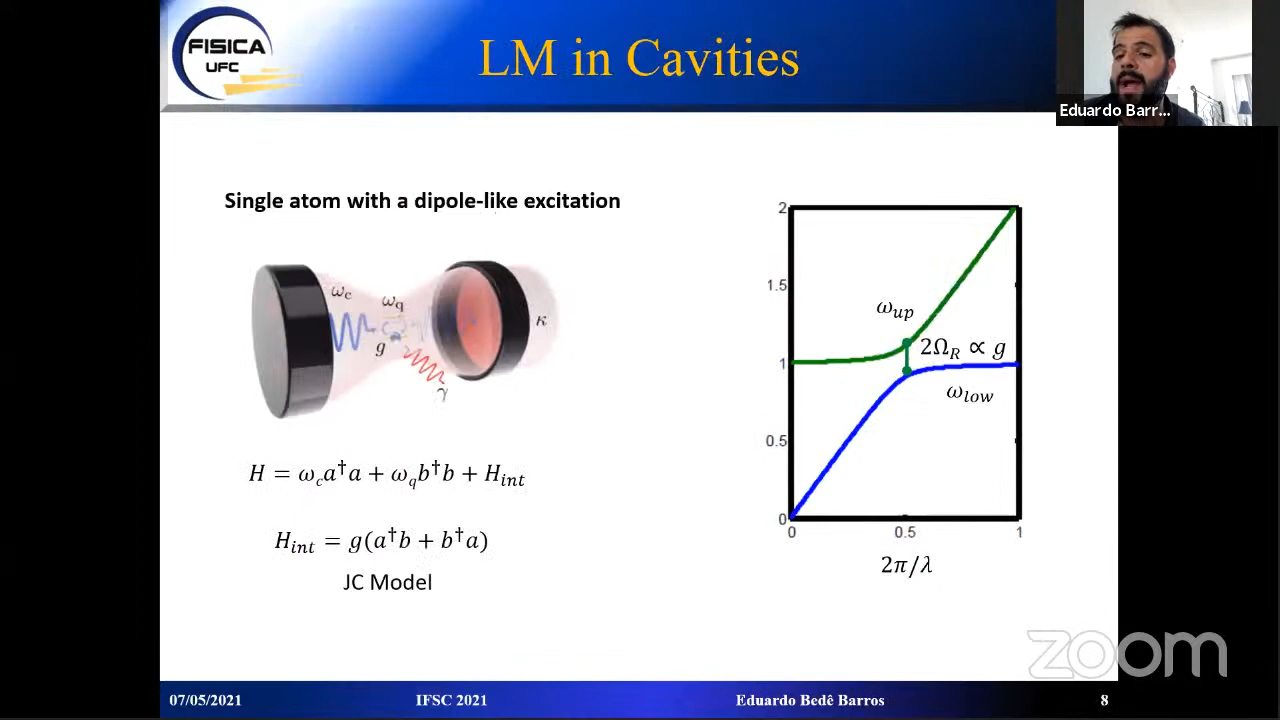 FISICA
UFC
LM in Cavities
Eduardo Barr...
Single atom with a dipole-like excitation
ω_c
ω_q
g
κ
γ
H = ω_c a†a + ω_q b†b + H_int
H_int = g(a†b + b†a)
JC Model
2
1.5
1
0.5
0
ω_up
2Ω_R ∝ g
ω_low
0 0.5 1
2π/λ
zoom
07/05/2021 IFSC 2021 Eduardo Bedê Barros 8